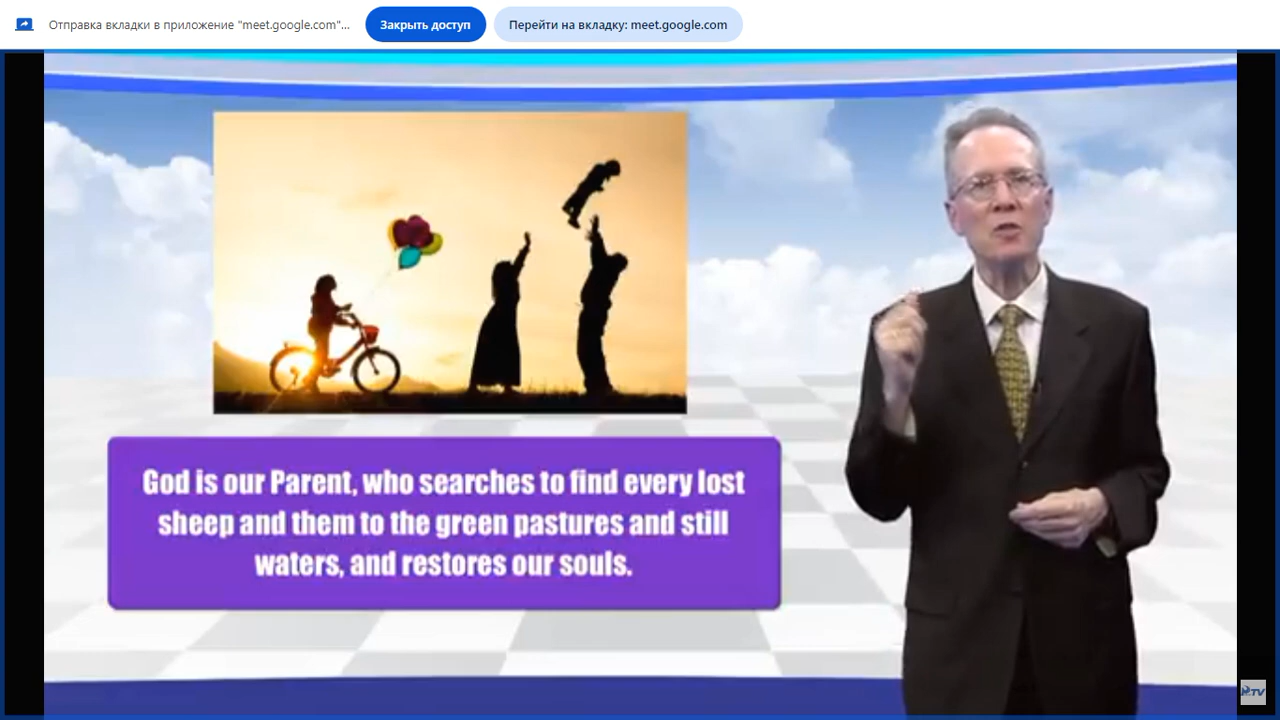 Отправка вкладки в приложение "meet.google.com"...
Закрыть доступ
Перейти на вкладку: meet.google.com
God is our Parent, who searches to find every lost
sheep and them to the green pastures and still
waters, and restores our souls.
TV